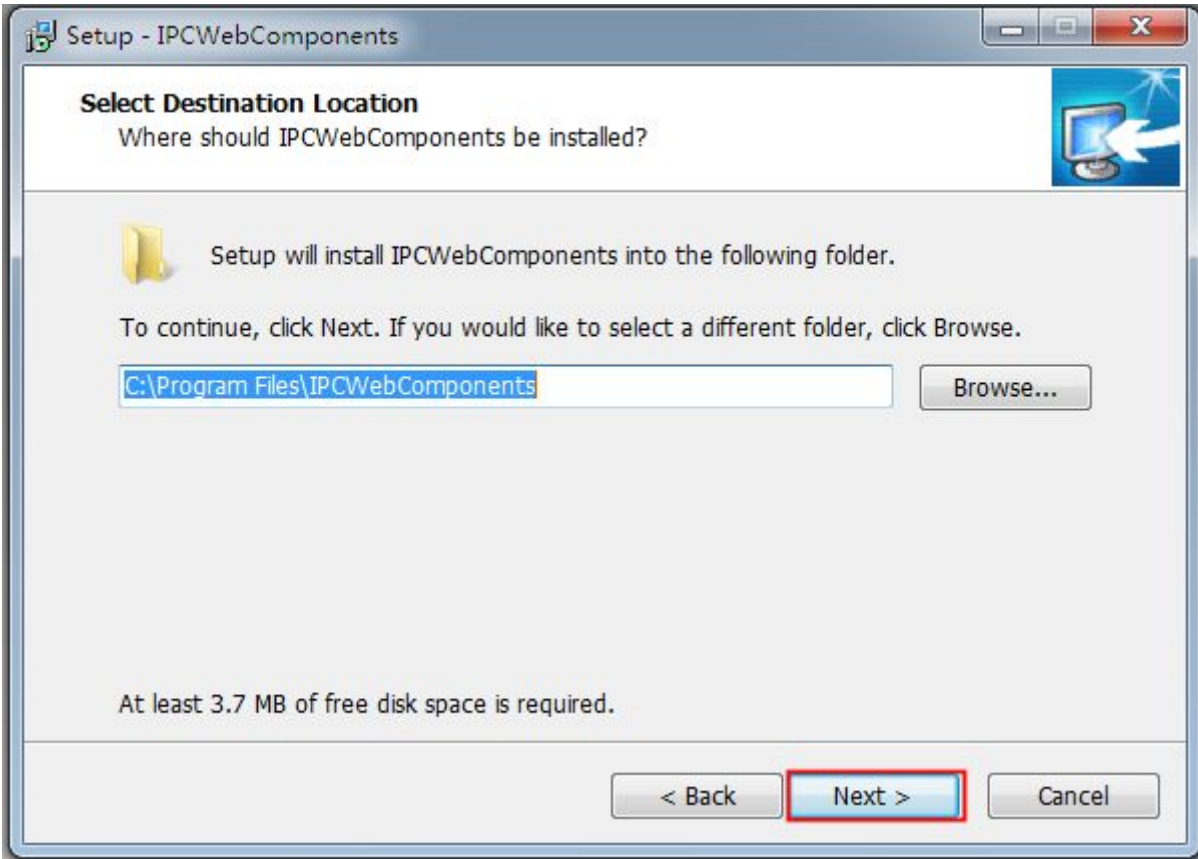 Setup - IPCWebComponents
Select Destination Location
Where should IPCWebComponents be installed?
Setup will install IPCWebComponents into the following folder.
To continue, click Next. If you would like to select a different folder, click Browse.
C:\Program Files\IPCWebComponents
Browse...
At least 3.7 MB of free disk space is required.
< Back
Next >
Cancel